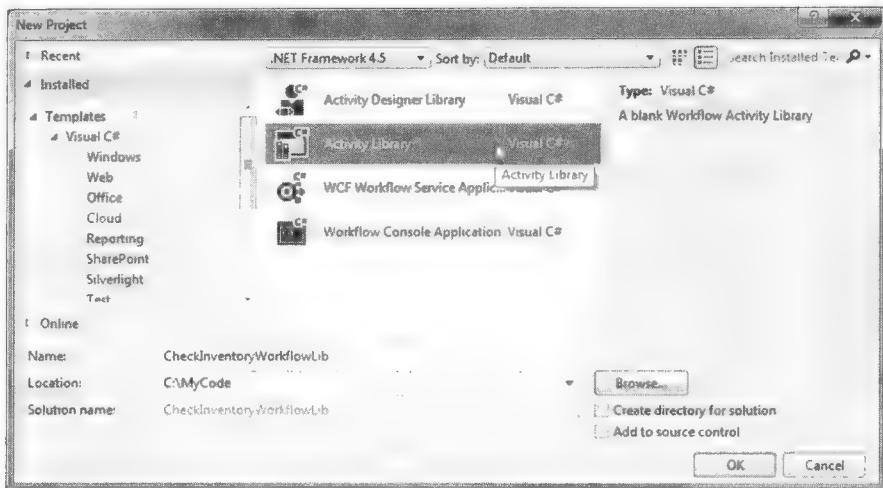 New Project
Recent
.NET Framework 4.5 Sort by: Default
Installed
Templates
Visual C#
Windows
Web
Office
Cloud
Reporting
SharePoint
Silverlight
Test
Online
Activity Designer Library Visual C#
Activity Library Visual C#
Activity Library
WCF Workflow Service Applic...
Workflow Console Application Visual C#
Search Installed Te
Type: Visual C#
A blank Workflow Activity Library
Name: CheckInventoryWorkflowLib
Location: C:\MyCode
Browse...
Solution name: CheckInventoryWorkflowLib
Create directory for solution
Add to source control
OK Cancel